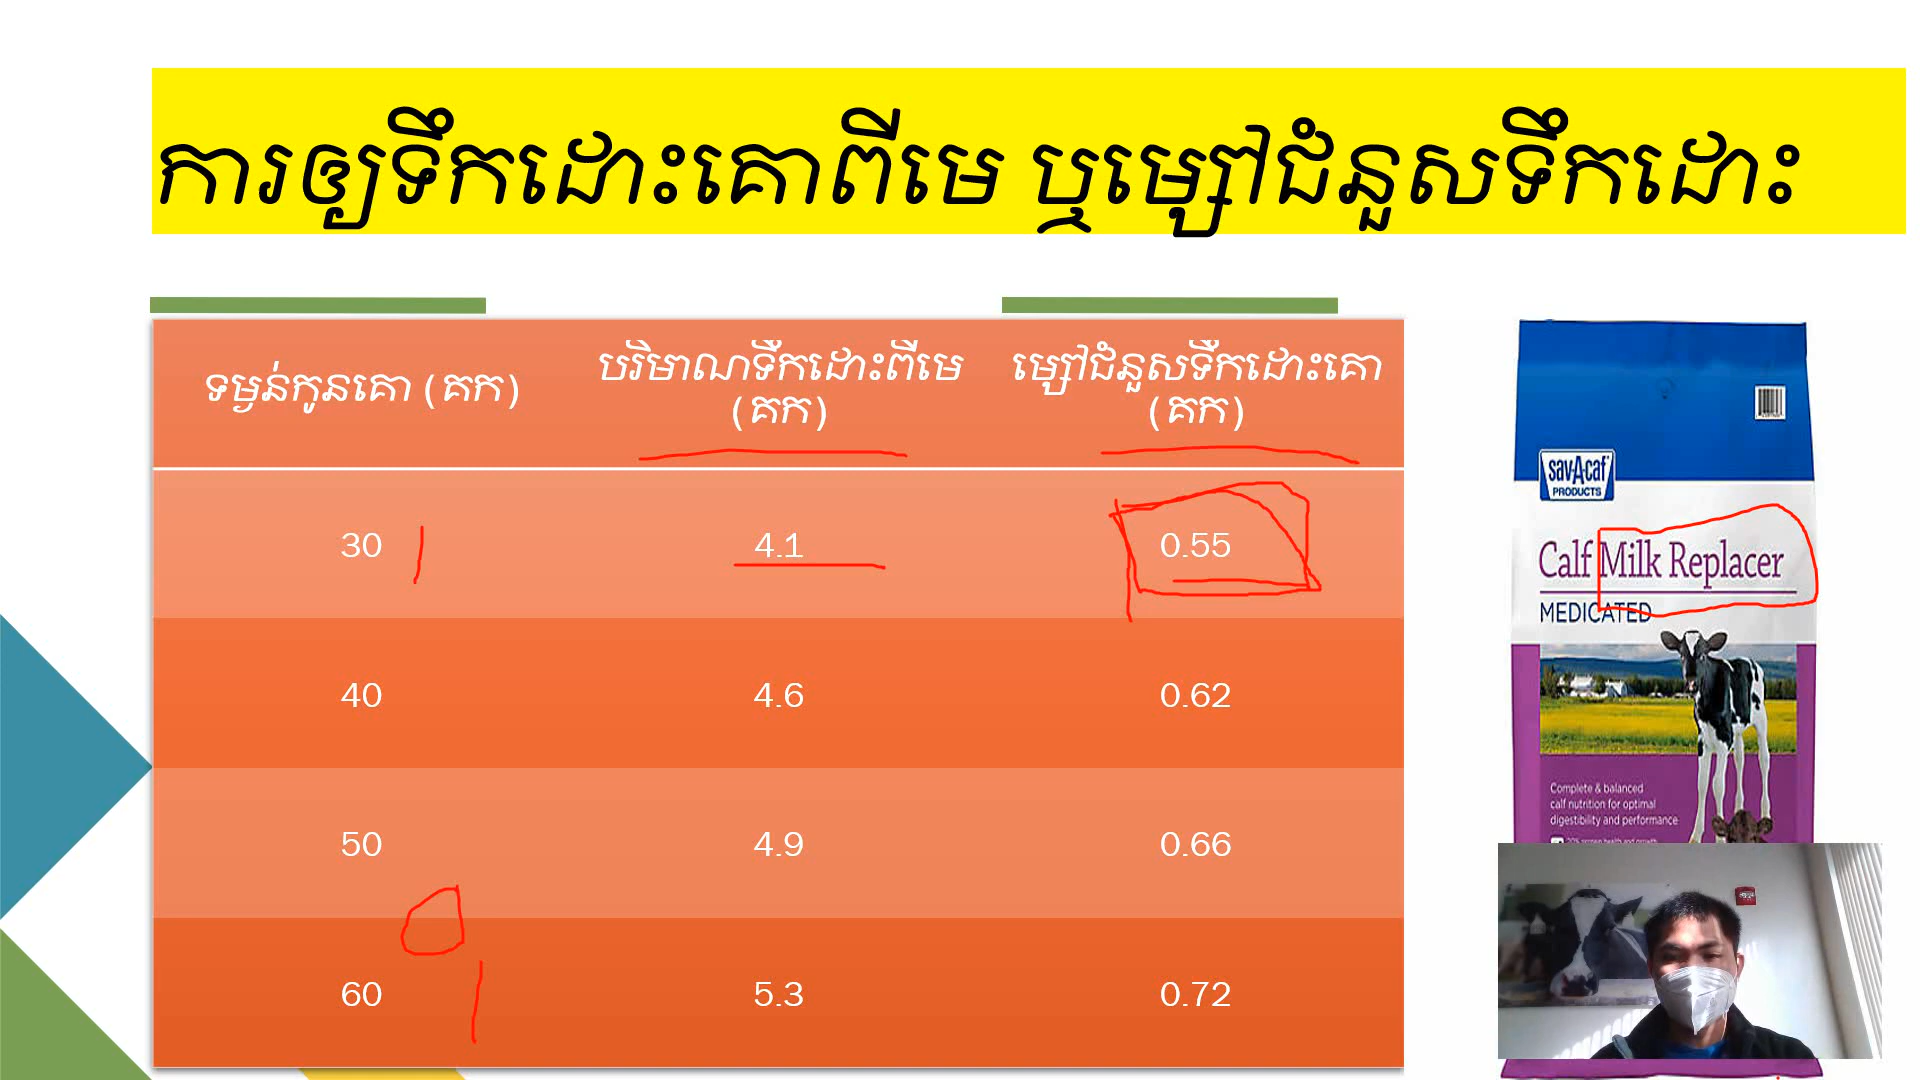 ការឲ្យទឹកដោះគោពីមេ ឬម្សៅជំនួសទឹកដោះ
ទម្ងន់កូនគោ (គក)
បរិមាណទឹកដោះពីមេ
(គក)
ម្សៅជំនួសទឹកដោះគោ
(គក)
30 4.1 0.55
40 4.6 0.62
50 4.9 0.66
60 5.3 0.72
savAcaf
PRODUCTS
Calf Milk Replacer
MEDICATED
Complete & balanced
calf nutrition for optimal
digestibility and performance